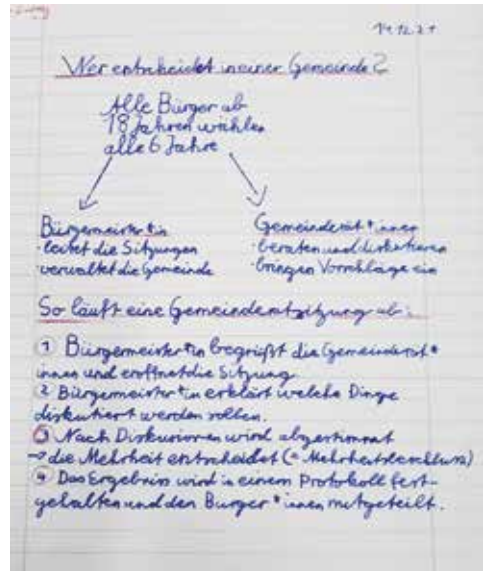 14.12.21
Wer entscheidet in einer Gemeinde?
Alle Bürger ab
18 Jahren wählen
alle 6 Jahre
Bürgermeister*in
- leitet die Sitzungen
- verwaltet die Gemeinde
Gemeinderät*innen
- beraten und diskutieren
- bringen Vorschläge ein
So läuft eine Gemeinderatssitzung ab:
1 Bürgermeister*in begrüßt die Gemeinderät*
innen und eröffnet die Sitzung
2 Bürgermeister*in erklärt welche Dinge
diskutiert werden sollen.
3 Nach Diskussionen wird abgestimmt
→ die Mehrheit entscheidet (= Mehrheitsbeschluss)
4 Das Ergebnis wird in einem Protokoll fest-
gehalten und den Bürger*innen mitgeteilt.